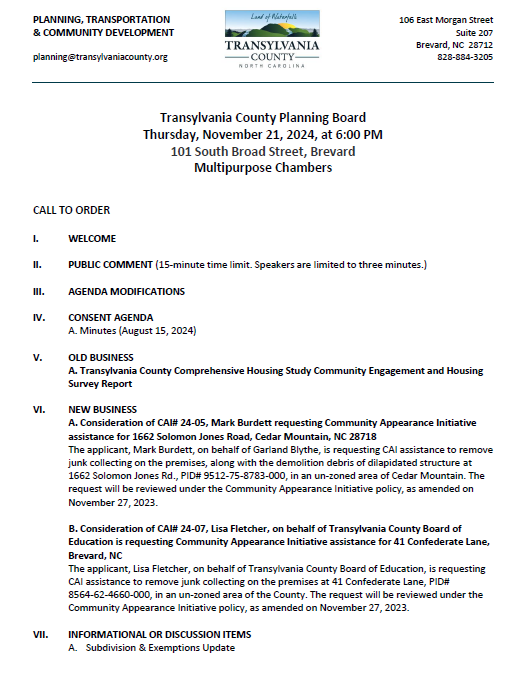 PLANNING, TRANSPORTATION
& COMMUNITY DEVELOPMENT
planning@transylvaniacounty.org
Land of Waterfalls
TRANSYLVANIA
COUNTY
NORTH CAROLINA
106 East Morgan Street
Suite 207
Brevard, NC 28712
828-884-3205
Transylvania County Planning Board
Thursday, November 21, 2024, at 6:00 PM
101 South Broad Street, Brevard
Multipurpose Chambers
CALL TO ORDER
I. WELCOME
II. PUBLIC COMMENT (15-minute time limit. Speakers are limited to three minutes.)
III. AGENDA MODIFICATIONS
IV. CONSENT AGENDA
A. Minutes (August 15, 2024)
V. OLD BUSINESS
A. Transylvania County Comprehensive Housing Study Community Engagement and Housing
Survey Report
VI. NEW BUSINESS
A. Consideration of CAI# 24-05, Mark Burdett requesting Community Appearance Initiative
assistance for 1662 Solomon Jones Road, Cedar Mountain, NC 28718
The applicant, Mark Burdett, on behalf of Garland Blythe, is requesting CAI assistance to remove
junk collecting on the premises, along with the demolition debris of dilapidated structure at
1662 Solomon Jones Rd., PID# 9512-75-8783-000, in an un-zoned area of Cedar Mountain. The
request will be reviewed under the Community Appearance Initiative policy, as amended on
November 27, 2023.
B. Consideration of CAI# 24-07, Lisa Fletcher, on behalf of Transylvania County Board of
Education is requesting Community Appearance Initiative assistance for 41 Confederate Lane,
Brevard, NC
The applicant, Lisa Fletcher, on behalf of Transylvania County Board of Education, is requesting
CAI assistance to remove junk collecting on the premises at 41 Confederate Lane, PID#
8564-62-4660-000, in an un-zoned area of the County. The request will be reviewed under the
Community Appearance Initiative policy, as amended on November 27, 2023.
VII. INFORMATIONAL OR DISCUSSION ITEMS
A. Subdivision & Exemptions Update